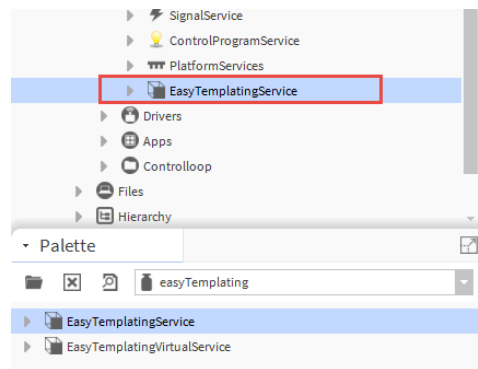 SignalService
ControlProgramService
PlatformServices
EasyTemplatingService
Drivers
Apps
Controlloop
Files
Hierarchy
Palette
easyTemplating
EasyTemplatingService
EasyTemplatingVirtualService